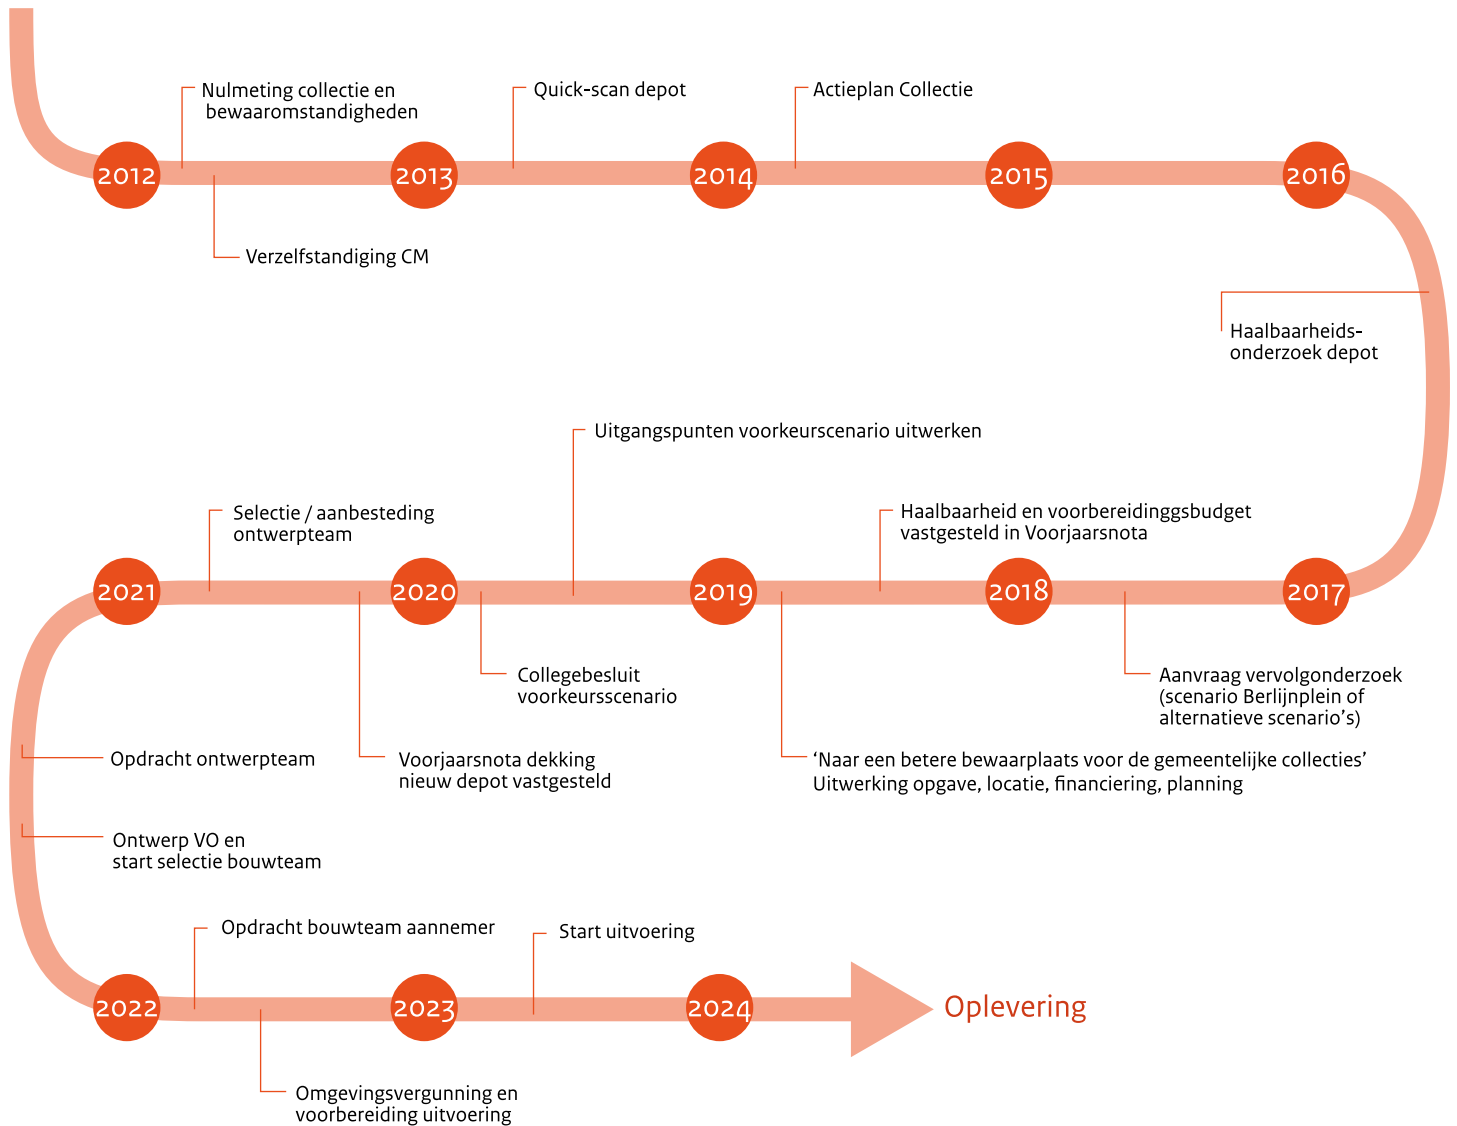 Nulmeting collectie en
bewaaromstandigheden
Quick-scan depot
Actieplan Collectie
2012
2013
2014
2015
2016
Verzelfstandiging CM
Haalbaarheids-
onderzoek depot
Uitgangspunten voorkeurscenario uitwerken
Selectie / aanbesteding
ontwerpteam
Haalbaarheid en voorbereidinggsbudget
vastgesteld in Voorjaarsnota
2021
2020
2019
2018
2017
Collegebesluit
voorkeursscenario
Aanvraag vervolgonderzoek
(scenario Berlijnplein of
alternatieve scenario's)
Opdracht ontwerpteam
Voorjaarsnota dekking
nieuw depot vastgesteld
‘Naar een betere bewaarplaats voor de gemeentelijke collecties’
Uitwerking opgave, locatie, financiering, planning
Ontwerp VO en
start selectie bouwteam
Opdracht bouwteam aannemer
Start uitvoering
2022
2023
2024
Oplevering
Omgevingsvergunning en
voorbereiding uitvoering